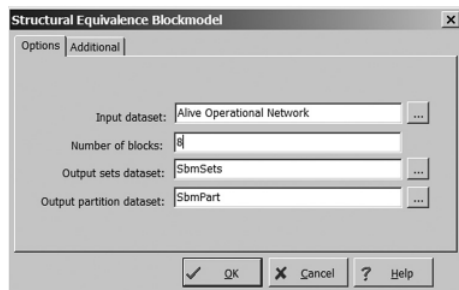 Structural Equivalence Blockmodel
Options Additional
Input dataset: Alive Operational Network ...
Number of blocks: 8
Output sets dataset: SbmSets ...
Output partition dataset: SbmPart ...
OK Cancel ? Help